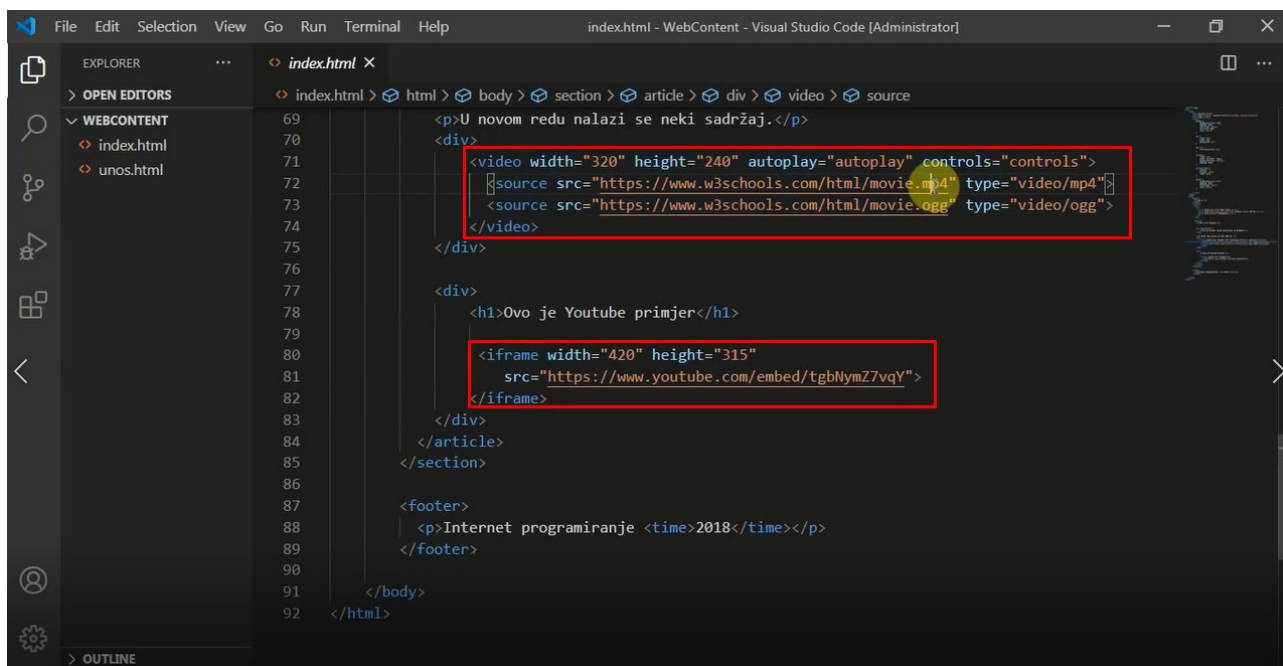 File Edit Selection View Go Run Terminal Help index.html - WebContent - Visual Studio Code [Administrator]
EXPLORER ...
index.html
OPEN EDITORS
index.html > html > body > section > article > div > video > source
WEBCONTENT
index.html
unos.html
69 <p>U novom redu nalazi se neki sadržaj.</p>
70 <div>
71 <video width="320" height="240" autoplay="autoplay" controls="controls">
72 <source src="https://www.w3schools.com/html/movie.mp4" type="video/mp4">
73 <source src="https://www.w3schools.com/html/movie.ogg" type="video/ogg">
74 </video>
75 </div>
76
77 <div>
78 <h1>Ovo je Youtube primjer</h1>
79
80 <iframe width="420" height="315"
81 src="https://www.youtube.com/embed/tgbNymZ7vqY">
82 </iframe>
83 </div>
84 </article>
85 </section>
86
87 <footer>
88 <p>Internet programiranje <time>2018</time></p>
89 </footer>
90
91 </body>
92 </html>
OUTLINE